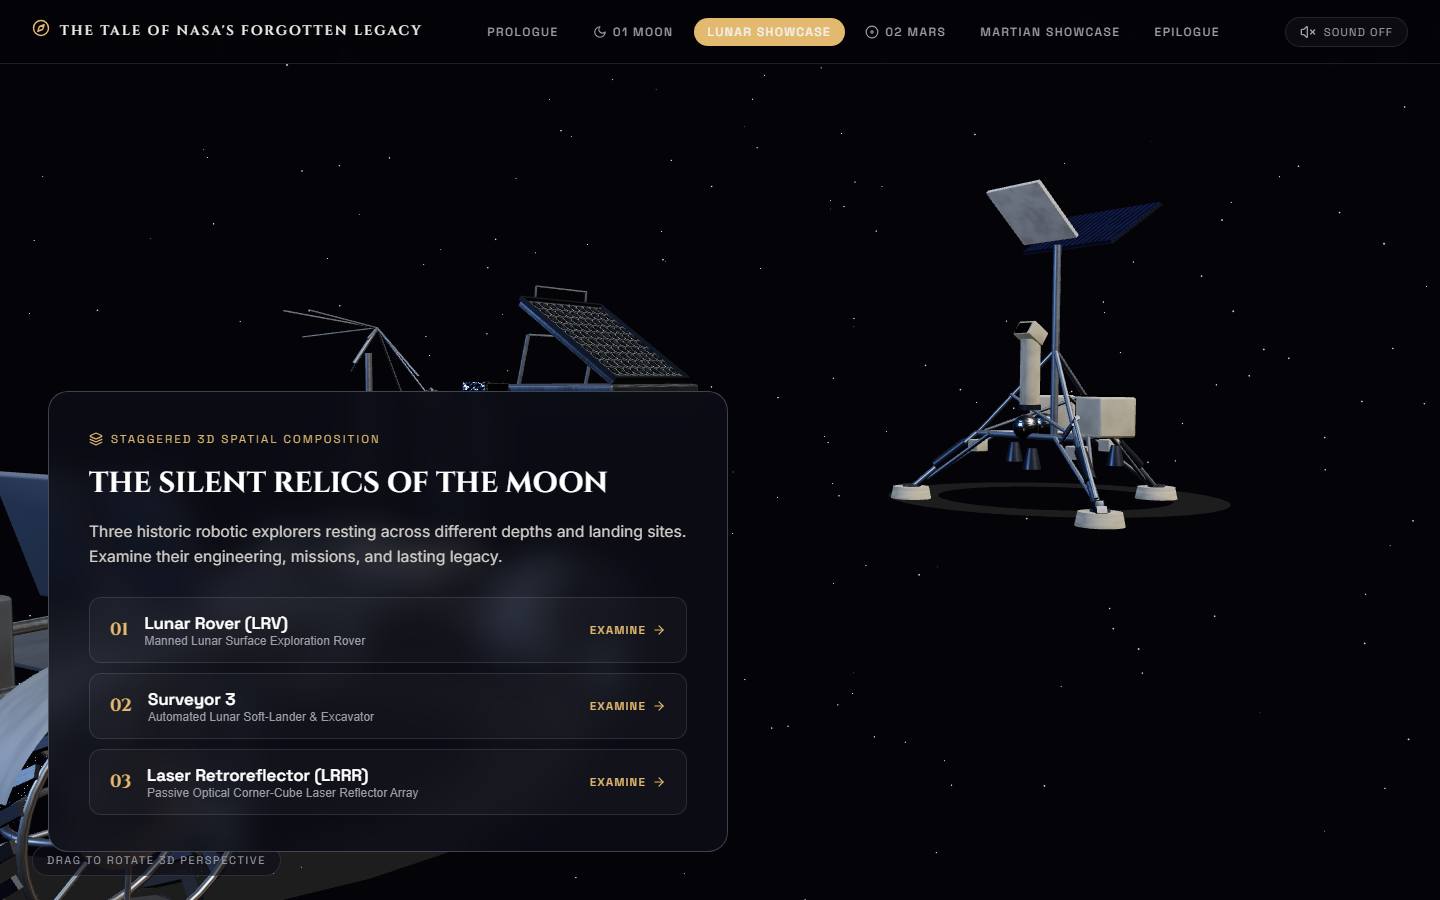 THE TALE OF NASA'S FORGOTTEN LEGACY
PROLOGUE
01 MOON
LUNAR SHOWCASE
02 MARS
MARTIAN SHOWCASE
EPILOGUE
SOUND OFF
STAGGERED 3D SPATIAL COMPOSITION
THE SILENT RELICS OF THE MOON
Three historic robotic explorers resting across different depths and landing sites.
Examine their engineering, missions, and lasting legacy.
01
Lunar Rover (LRV)
Manned Lunar Surface Exploration Rover
EXAMINE →
02
Surveyor 3
Automated Lunar Soft-Lander & Excavator
EXAMINE →
03
Laser Retroreflector (LRRR)
Passive Optical Corner-Cube Laser Reflector Array
EXAMINE →
DRAG TO ROTATE 3D PERSPECTIVE